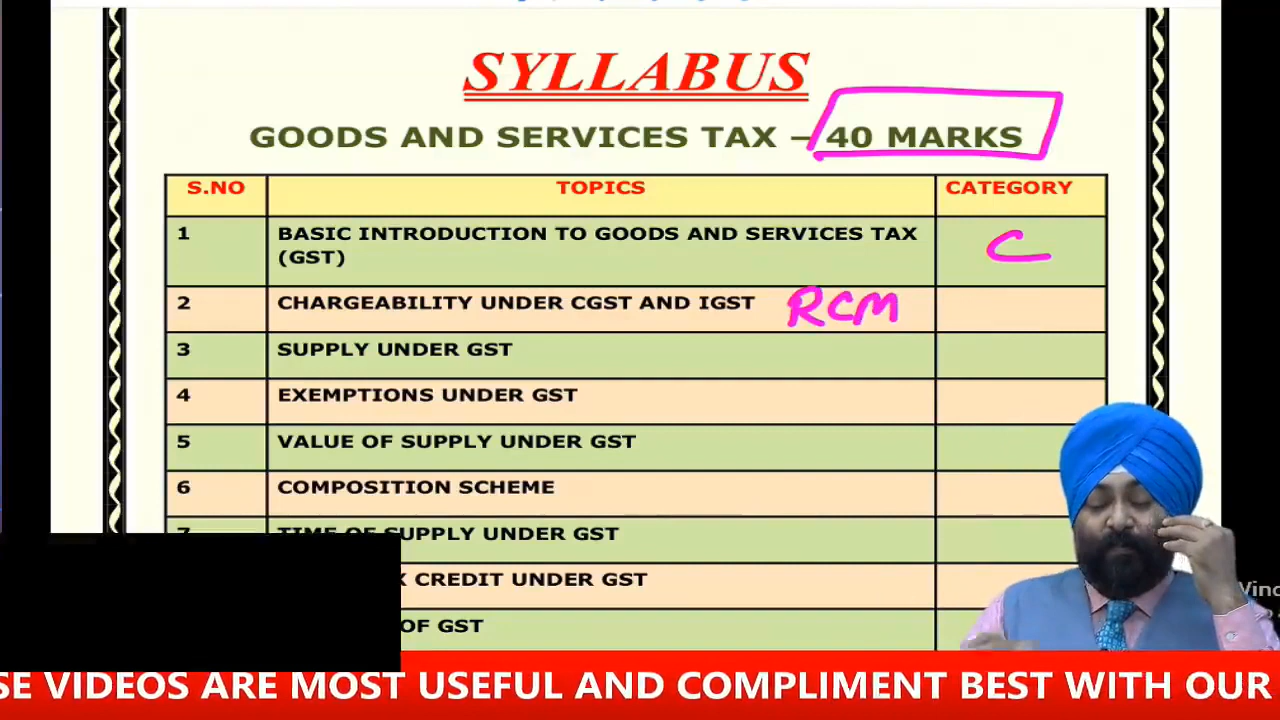 SYLLABUS
GOODS AND SERVICES TAX – 40 MARKS
S.NO TOPICS CATEGORY
1 BASIC INTRODUCTION TO GOODS AND SERVICES TAX (GST) C
2 CHARGEABILITY UNDER CGST AND IGST RCM
3 SUPPLY UNDER GST
4 EXEMPTIONS UNDER GST
5 VALUE OF SUPPLY UNDER GST
6 COMPOSITION SCHEME
7 TIME OF SUPPLY UNDER GST
CREDIT UNDER GST
OF GST
VIDEOS ARE MOST USEFUL AND COMPLIMENT BEST WITH OUR